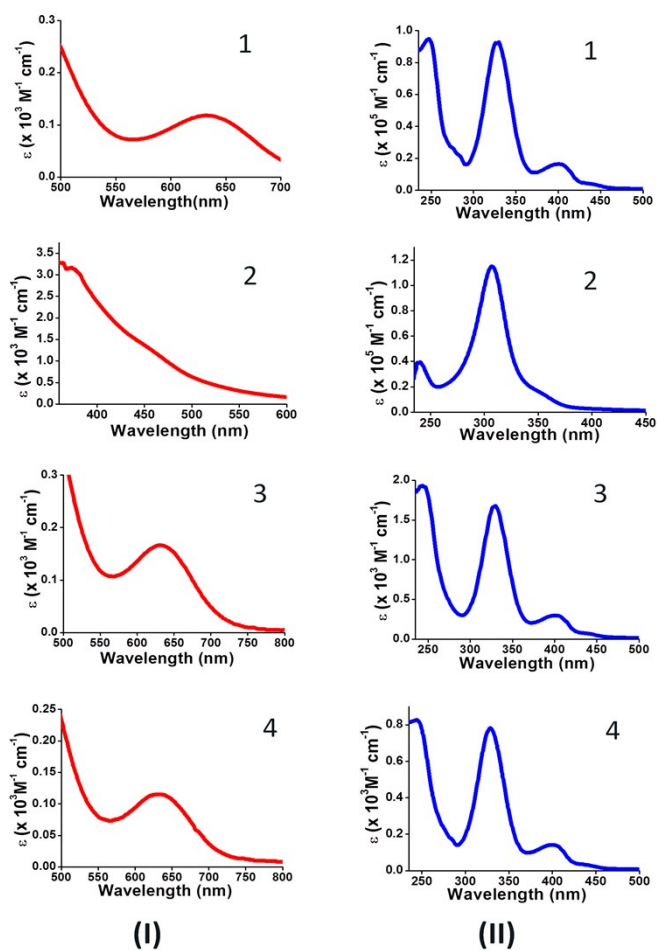 1
ε (x 10³ M⁻¹ cm⁻¹)
0.3
0.2
0.1
0.0
500 550 600 650 700
Wavelength(nm)
1
ε (x 10⁵ M⁻¹ cm⁻¹)
1.0
0.8
0.6
0.4
0.2
0.0
250 300 350 400 450 500
Wavelength (nm)
2
ε (x 10³ M⁻¹ cm⁻¹)
3.5
3.0
2.5
2.0
1.5
1.0
0.5
0.0
400 450 500 550 600
Wavelength (nm)
2
ε (x 10⁵ M⁻¹ cm⁻¹)
1.2
1.0
0.8
0.6
0.4
0.2
0.0
250 300 350 400 450
Wavelength (nm)
3
ε (x 10³ M⁻¹ cm⁻¹)
0.3
0.2
0.1
0.0
500 550 600 650 700 750 800
Wavelength (nm)
3
ε (x 10³ M⁻¹ cm⁻¹)
2.0
1.5
1.0
0.5
0.0
250 300 350 400 450 500
Wavelength (nm)
4
ε (x 10³M⁻¹ cm⁻¹)
0.25
0.20
0.15
0.10
0.05
0.00
500 550 600 650 700 750 800
Wavelength (nm)
4
ε (x 10³M⁻¹ cm⁻¹)
0.8
0.6
0.4
0.2
0.0
250 300 350 400 450 500
Wavelength (nm)
(I)
(II)